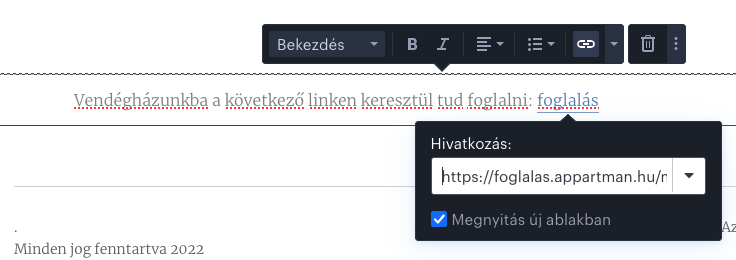 Bekezdés B I
Vendégházunkba a következő linken keresztül tud foglalni: foglalás
Hivatkozás:
https://foglalas.appartman.hu/
Megnyitás új ablakban
.
Az
Minden jog fenntartva 2022